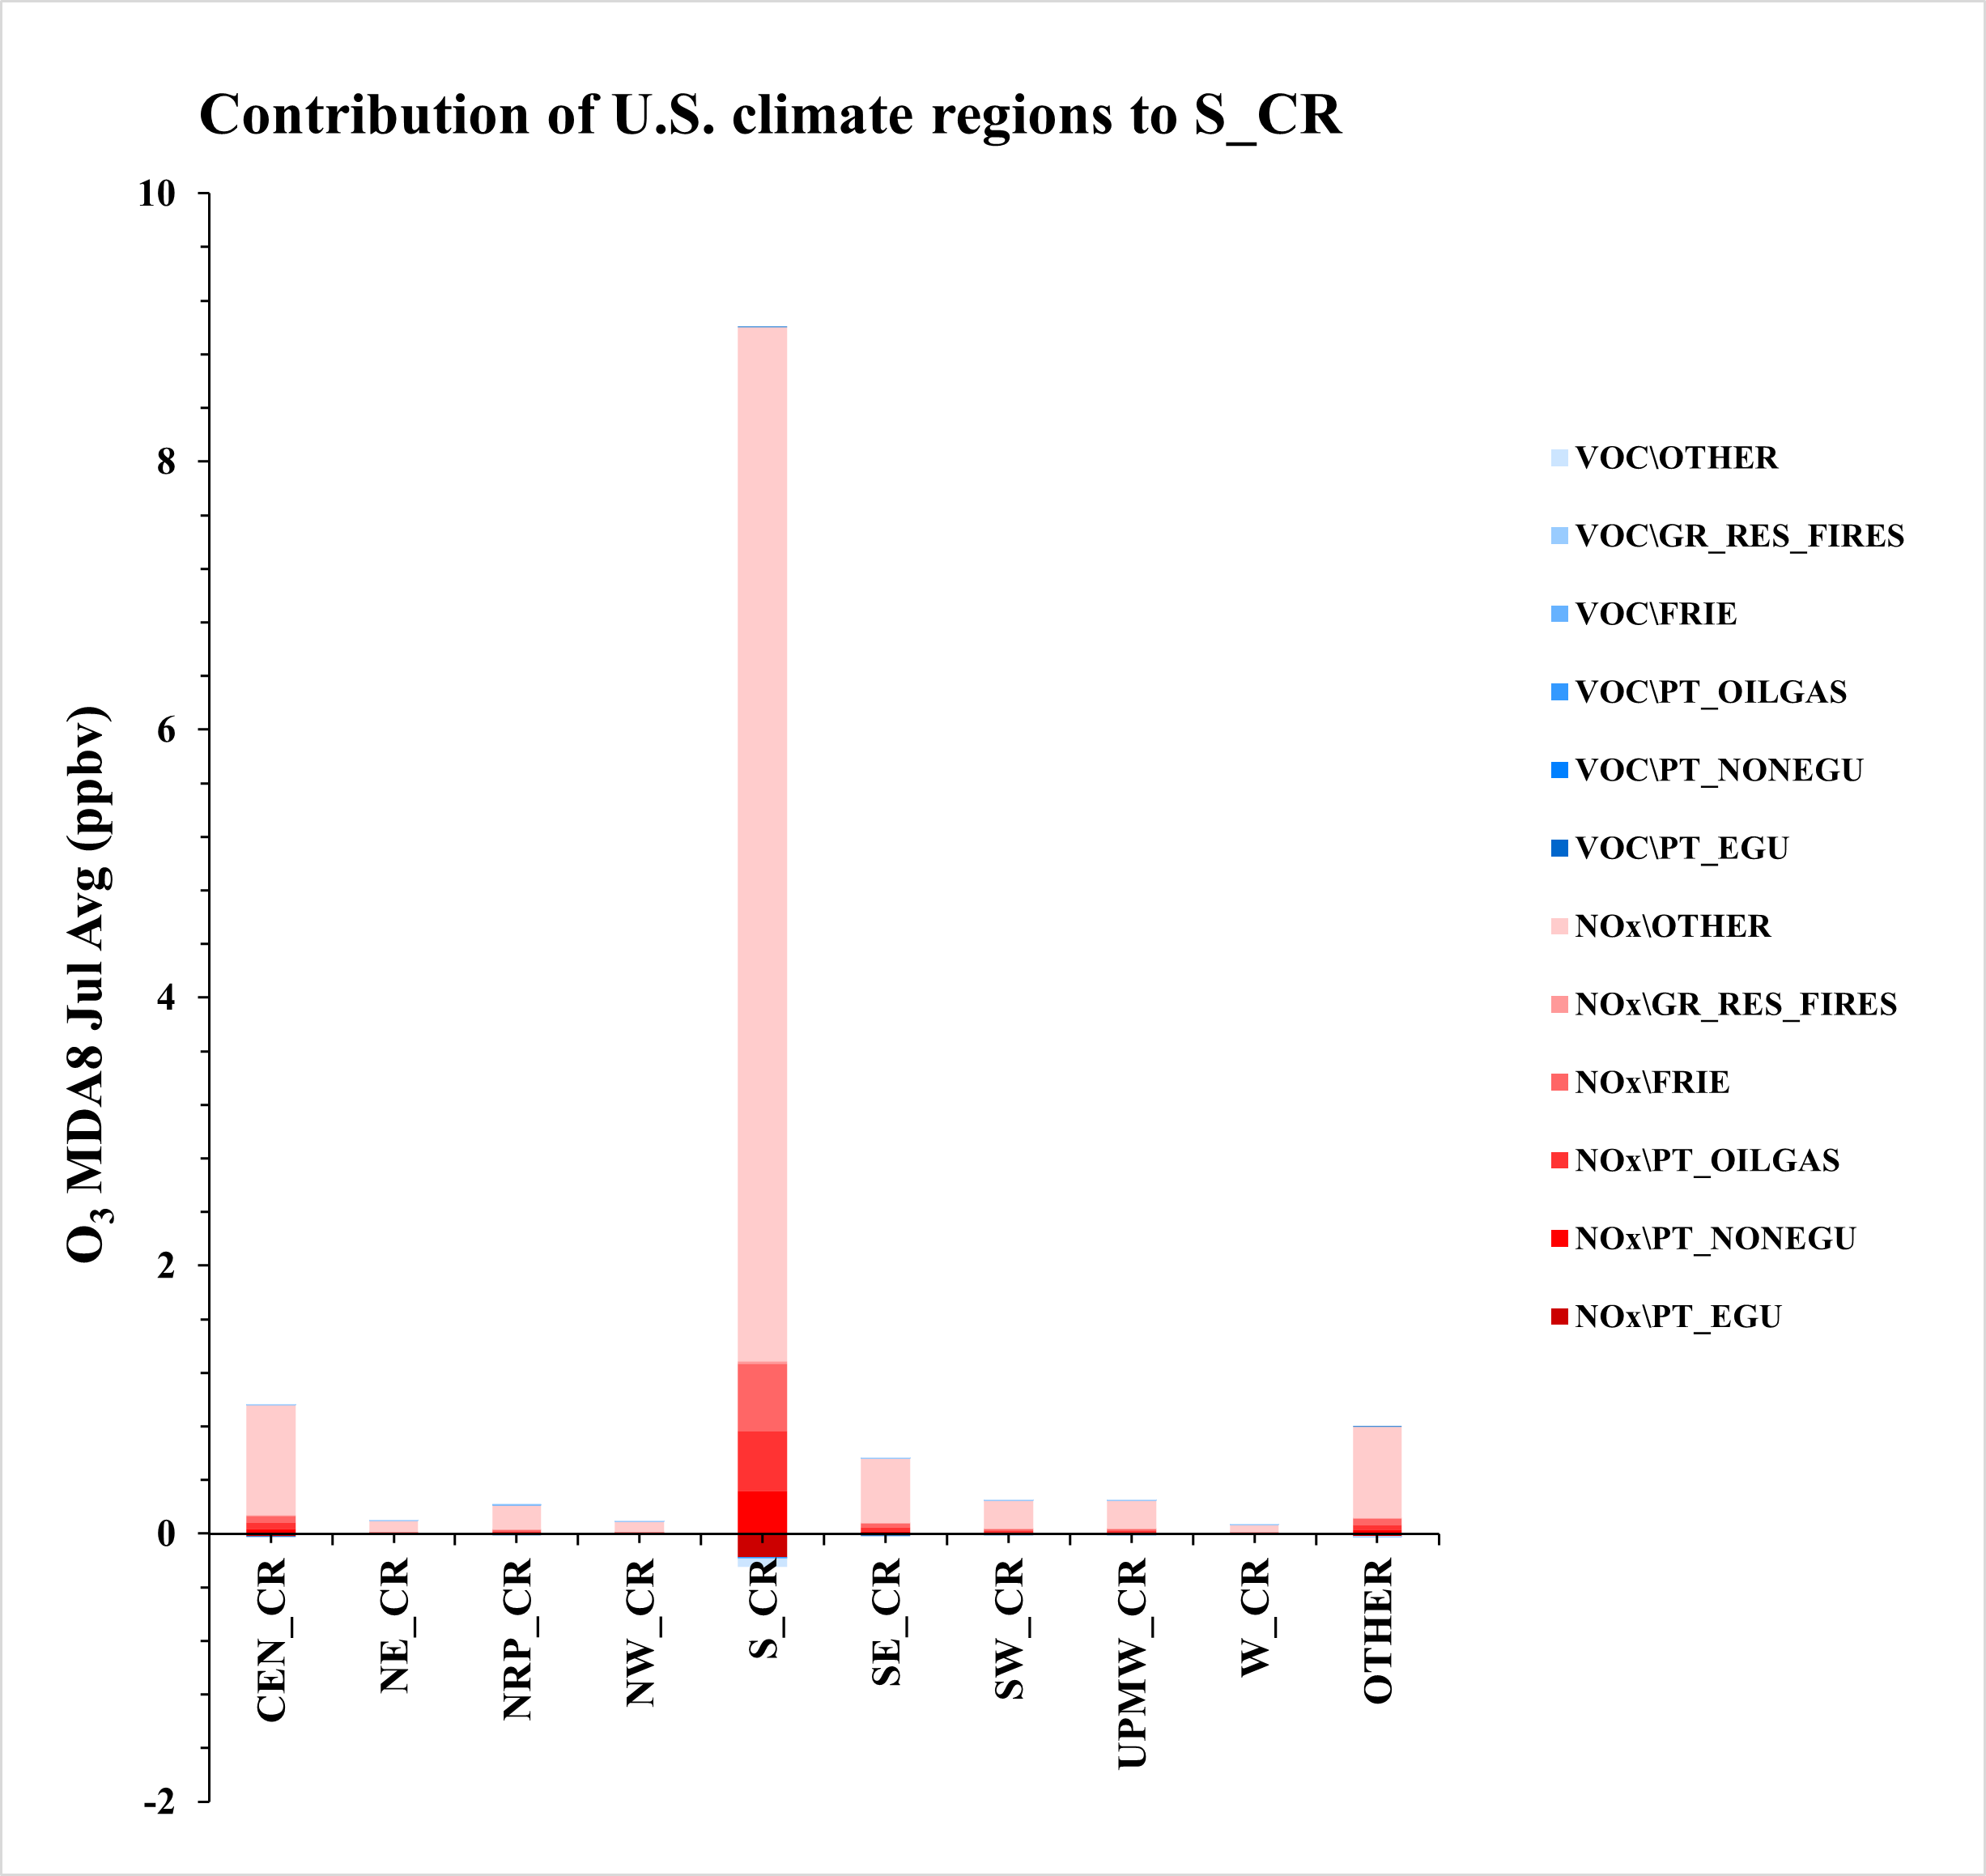 Contribution of U.S. climate regions to S_CR
O₃ MDA8 Jul Avg (ppbv)
10
8
6
4
2
0
-2
CEN_CR
NE_CR
NRP_CR
NW_CR
S_CR
SE_CR
SW_CR
UPMW_CR
W_CR
OTHER
VOC\OTHER
VOC\GR_RES_FIRES
VOC\FRIE
VOC\PT_OILGAS
VOC\PT_NONEGU
VOC\PT_EGU
NOx\OTHER
NOx\GR_RES_FIRES
NOx\FRIE
NOx\PT_OILGAS
NOx\PT_NONEGU
NOx\PT_EGU